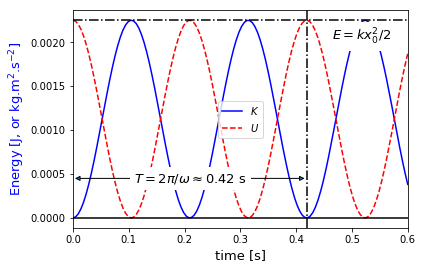 Energy [J, or kg.m².s⁻²]
0.0020
0.0015
0.0010
0.0005
0.0000
E = kx₀²/2
K
U
T = 2π/ω ≈ 0.42 s
0.0 0.1 0.2 0.3 0.4 0.5 0.6
time [s]